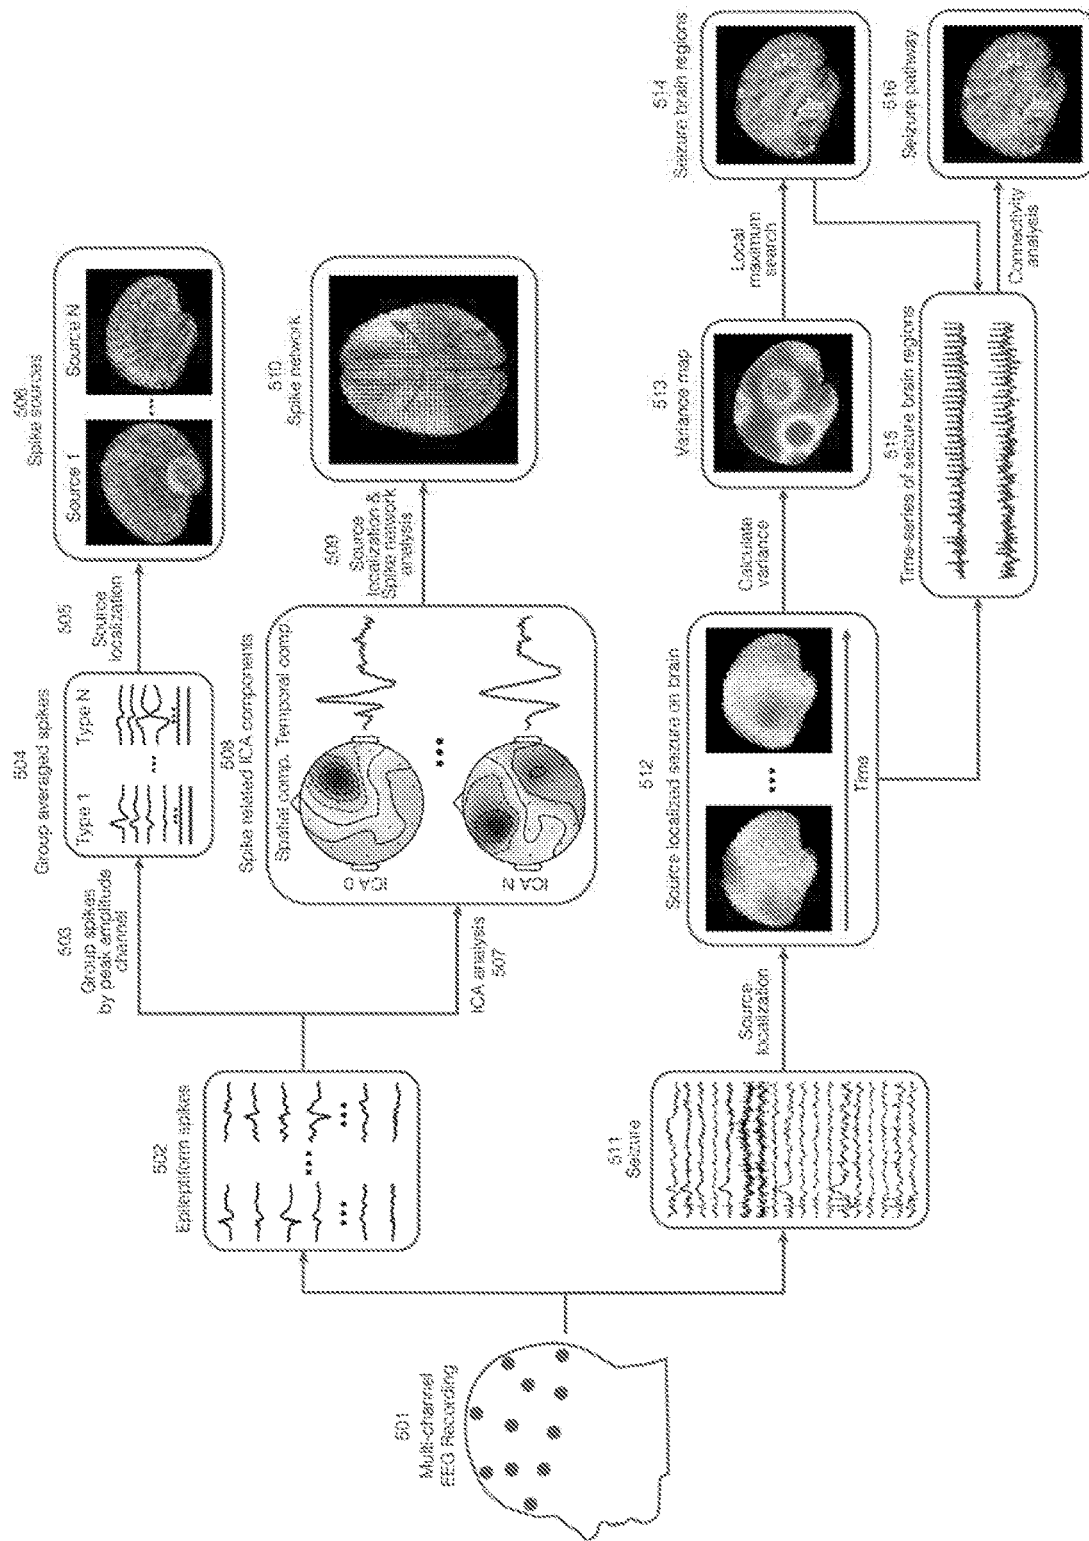 501
Multi-channel
EEG Recording
502
Epileptiform spikes
503
Group spikes
by peak amplitude
channel
504
Group averaged spikes
Type 1
Type N
505
Source
localization
506
Spike sources
Source 1
Source N
ICA analysis
507
508
Spike related ICA components
Spatial comp. Temporal comp.
ICA 0
ICA N
509
Source
localization &
Spike network
analysis
510
Spike network
511
Seizure
Source
localization
512
Source localized seizure on brain
Time
Calculate
variance
513
Variance map
Local
maximum
search
514
Seizure brain regions
515
Time-series of seizure brain regions
Connectivity
analysis
516
Seizure pathway